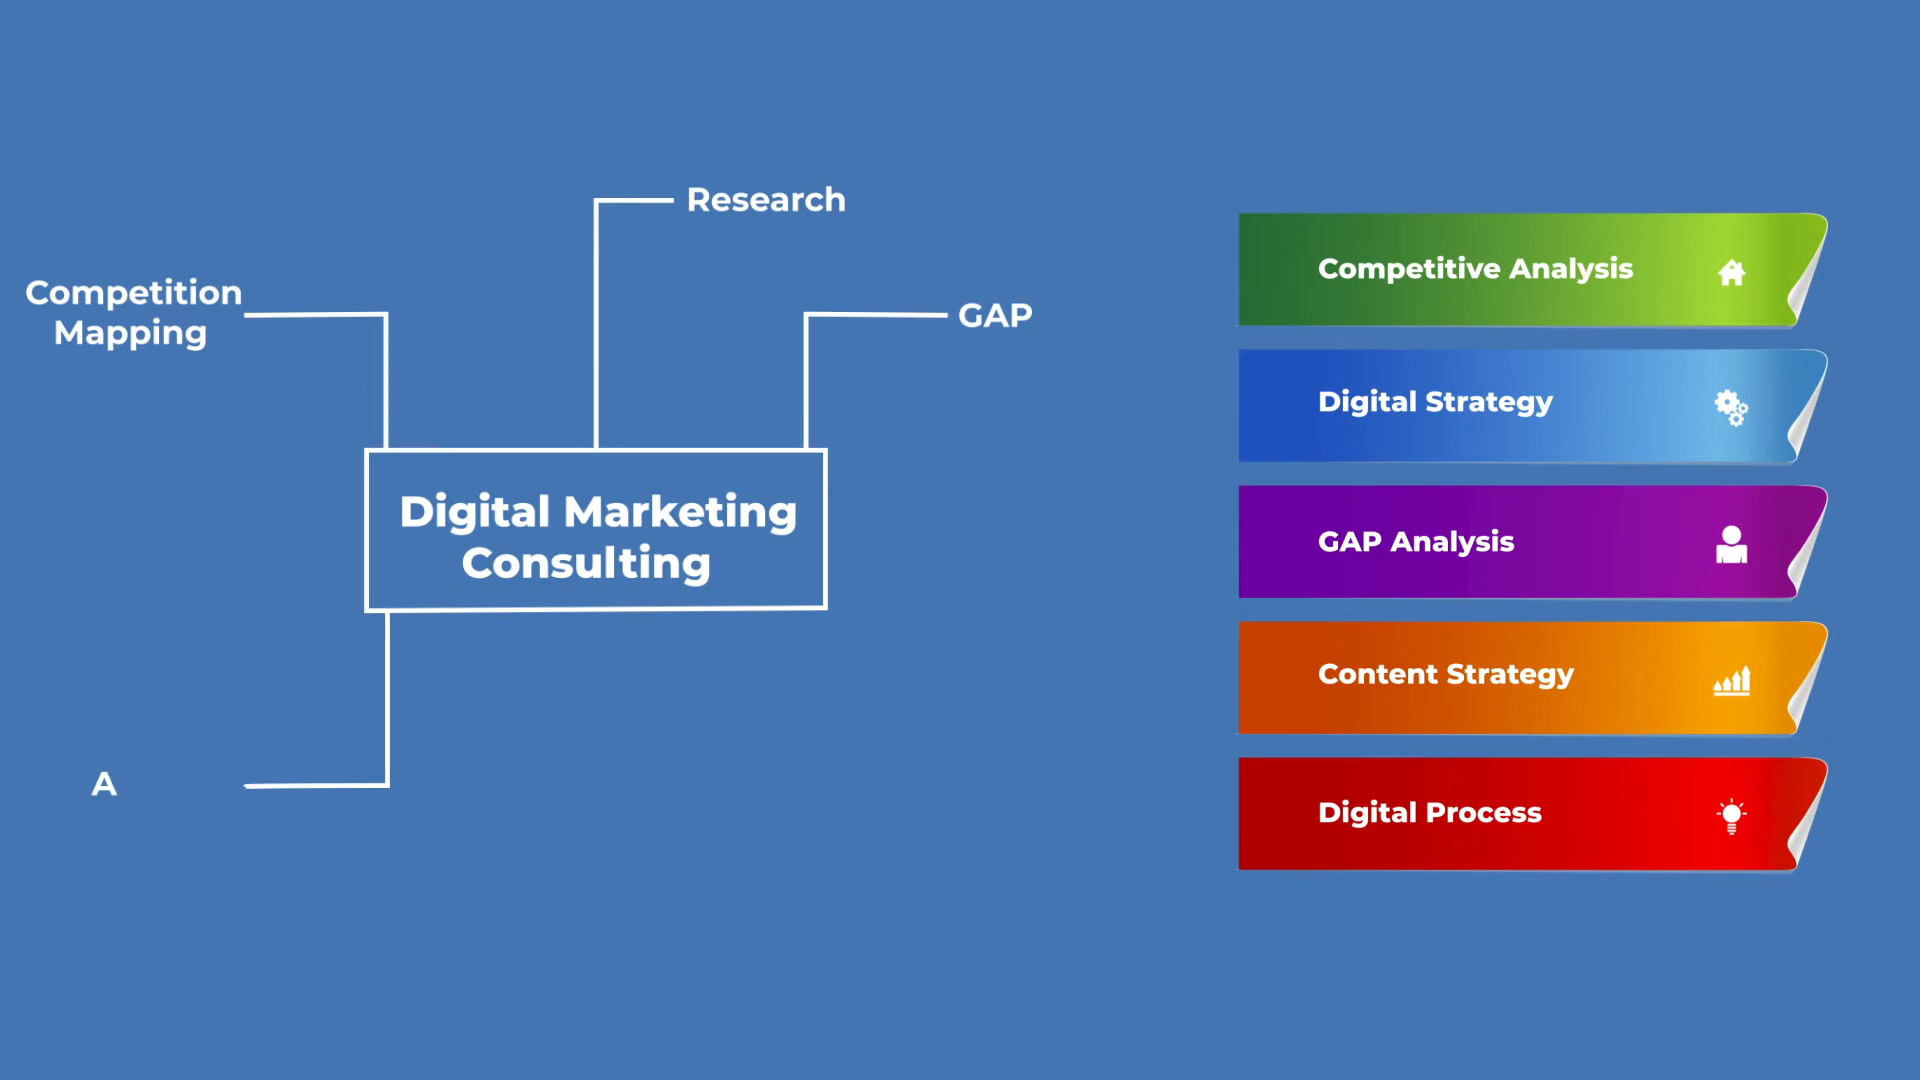 Research
Competition
Mapping
GAP
Digital Marketing
Consulting
A
Competitive Analysis
Digital Strategy
GAP Analysis
Content Strategy
Digital Process